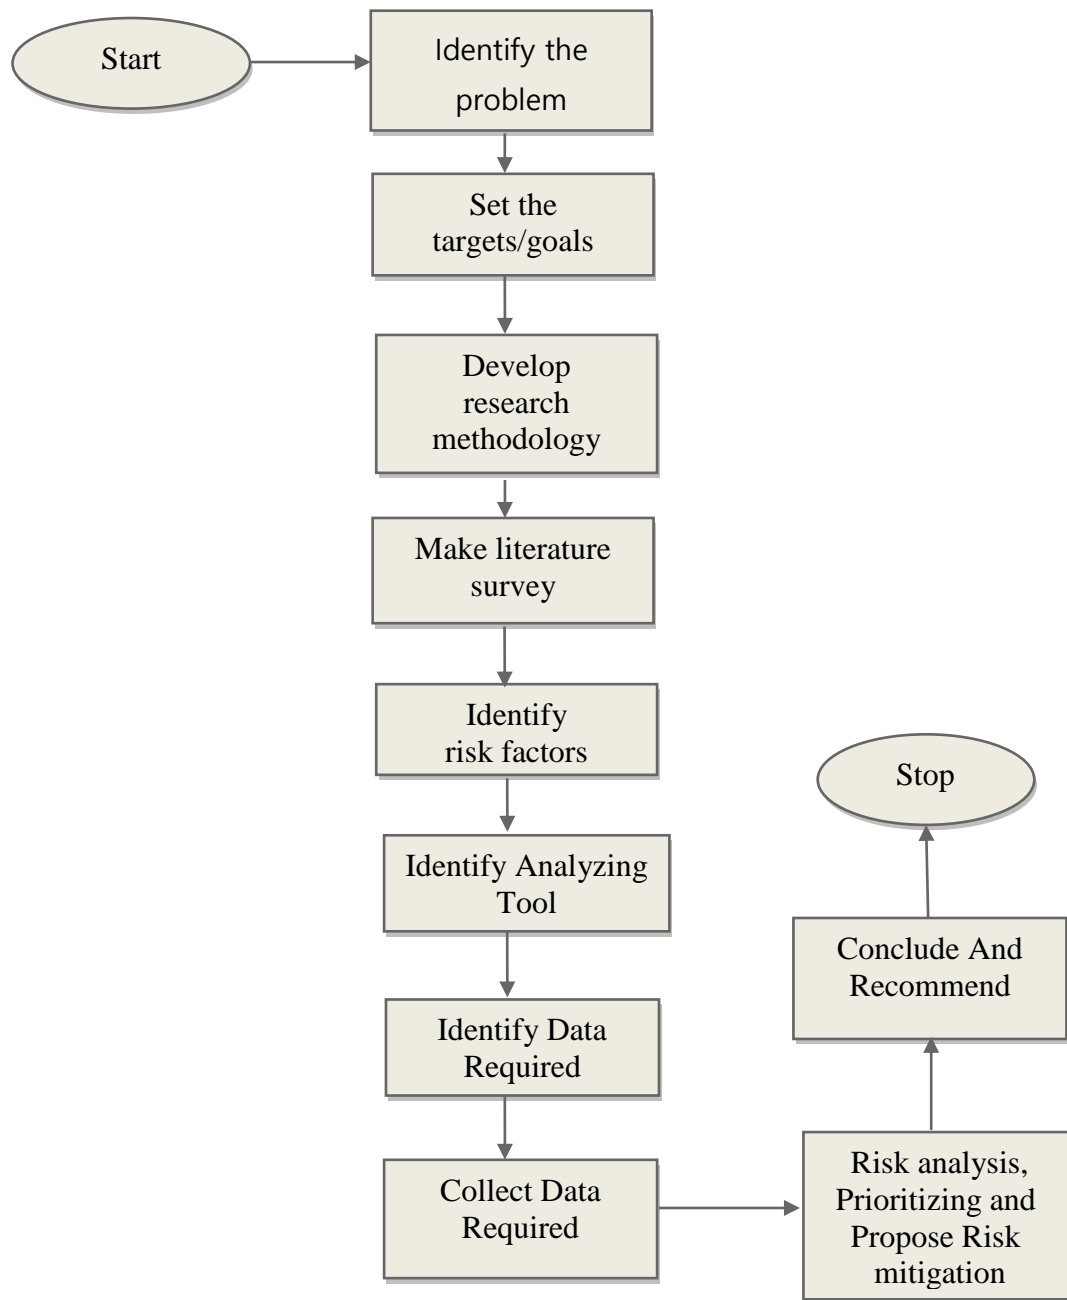 Start
Identify the
problem
Set the
targets/goals
Develop
research
methodology
Make literature
survey
Identify
risk factors
Identify Analyzing
Tool
Identify Data
Required
Collect Data
Required
Risk analysis,
Prioritizing and
Propose Risk
mitigation
Conclude And
Recommend
Stop